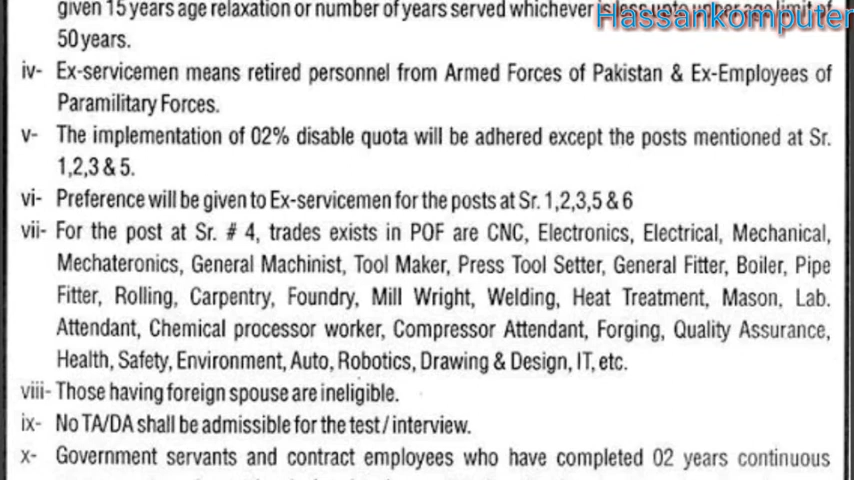 given 15 years age relaxation or number of years served whichever is less upto upper age limit of
Hassankomputer
50 years.
iv- Ex-servicemen means retired personnel from Armed Forces of Pakistan & Ex-Employees of
Paramilitary Forces.
v- The implementation of 02% disable quota will be adhered except the posts mentioned at Sr.
1,2,3 & 5.
vi- Preference will be given to Ex-servicemen for the posts at Sr. 1,2,3,5 & 6
vii- For the post at Sr. # 4, trades exists in POF are CNC, Electronics, Electrical, Mechanical,
Mechateronics, General Machinist, Tool Maker, Press Tool Setter, General Fitter, Boiler, Pipe
Fitter, Rolling, Carpentry, Foundry, Mill Wright, Welding, Heat Treatment, Mason, Lab.
Attendant, Chemical processor worker, Compressor Attendant, Forging, Quality Assurance,
Health, Safety, Environment, Auto, Robotics, Drawing & Design, IT, etc.
viii- Those having foreign spouse are ineligible.
ix- No TA/DA shall be admissible for the test / interview.
x- Government servants and contract employees who have completed 02 years continuous